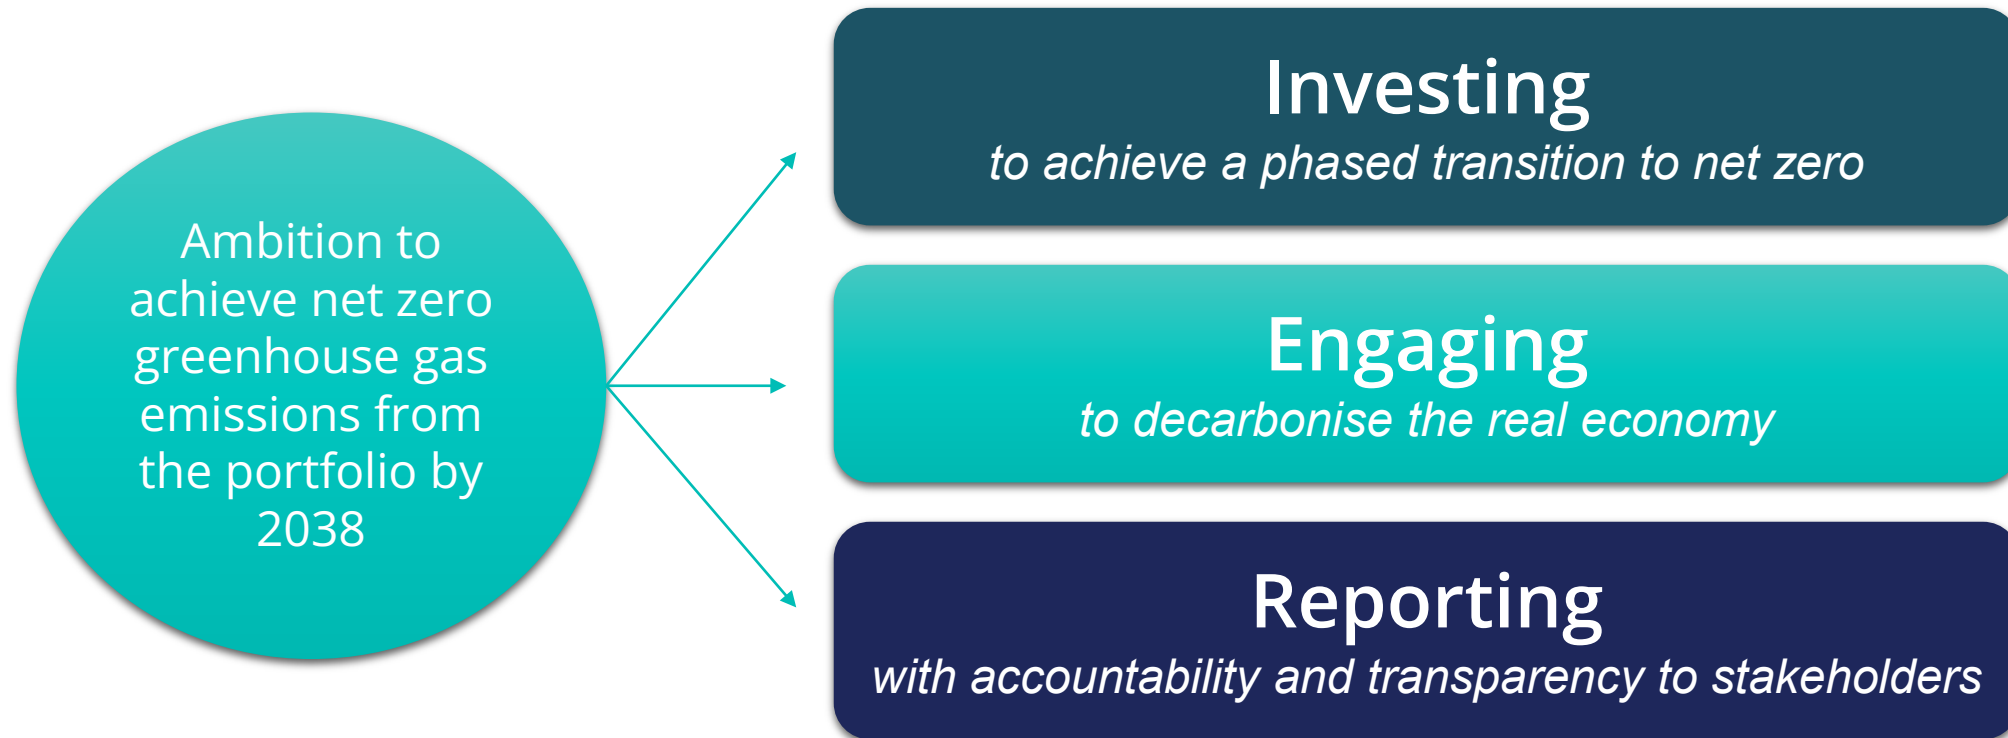 Ambition to
achieve net zero
greenhouse gas
emissions from
the portfolio by
2038
Investing
to achieve a phased transition to net zero
Engaging
to decarbonise the real economy
Reporting
with accountability and transparency to stakeholders